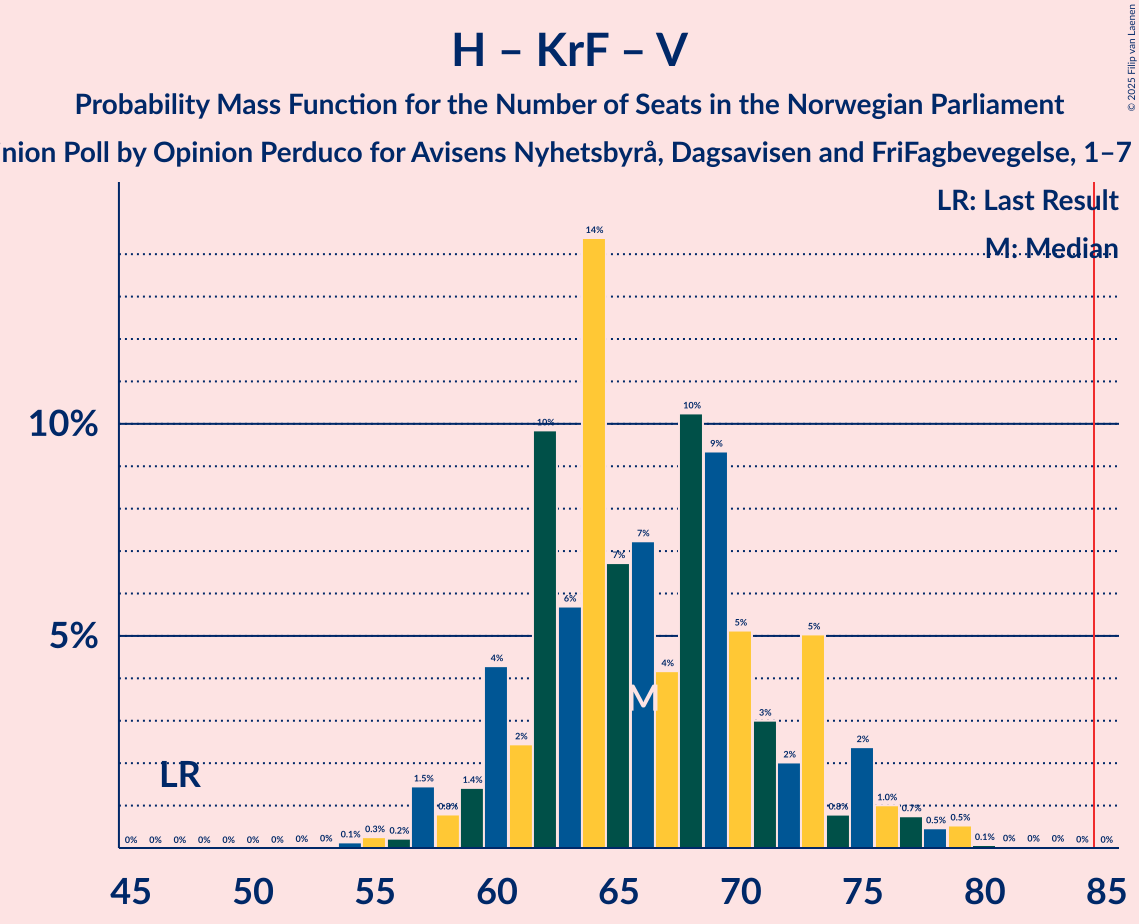 H – KrF – V
Probability Mass Function for the Number of Seats in the Norwegian Parliament
nion Poll by Opinion Perduco for Avisens Nyhetsbyrå, Dagsavisen and FriFagbevegelse, 1–7
© 2025 Filip van Laenen
LR: Last Result
M: Median
10%
5%
LR
M
0% 0% 0% 0% 0% 0% 0% 0% 0% 0.1% 0.3% 0.2% 1.5% 0.8% 1.4% 4% 2% 10% 6% 14% 7% 7% 4% 10% 9% 5% 3% 2% 5% 0.8% 2% 1.0% 0.7% 0.5% 0.5% 0.1% 0% 0% 0% 0% 0%
45 50 55 60 65 70 75 80 85